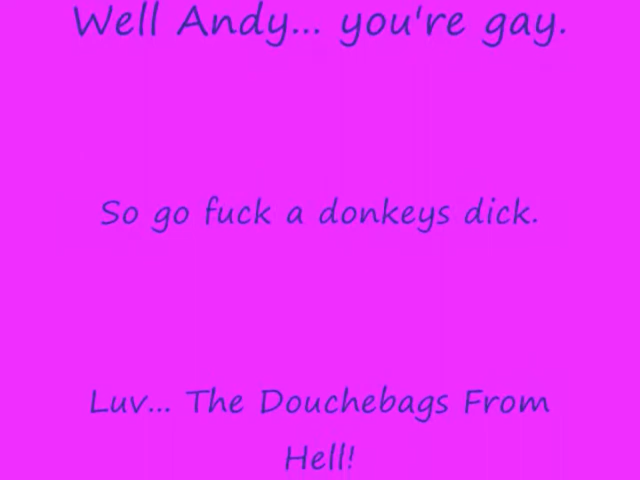 Well Andy... you're gay.
So go fuck a donkeys dick.
Luv... The Douchebags From
Hell!